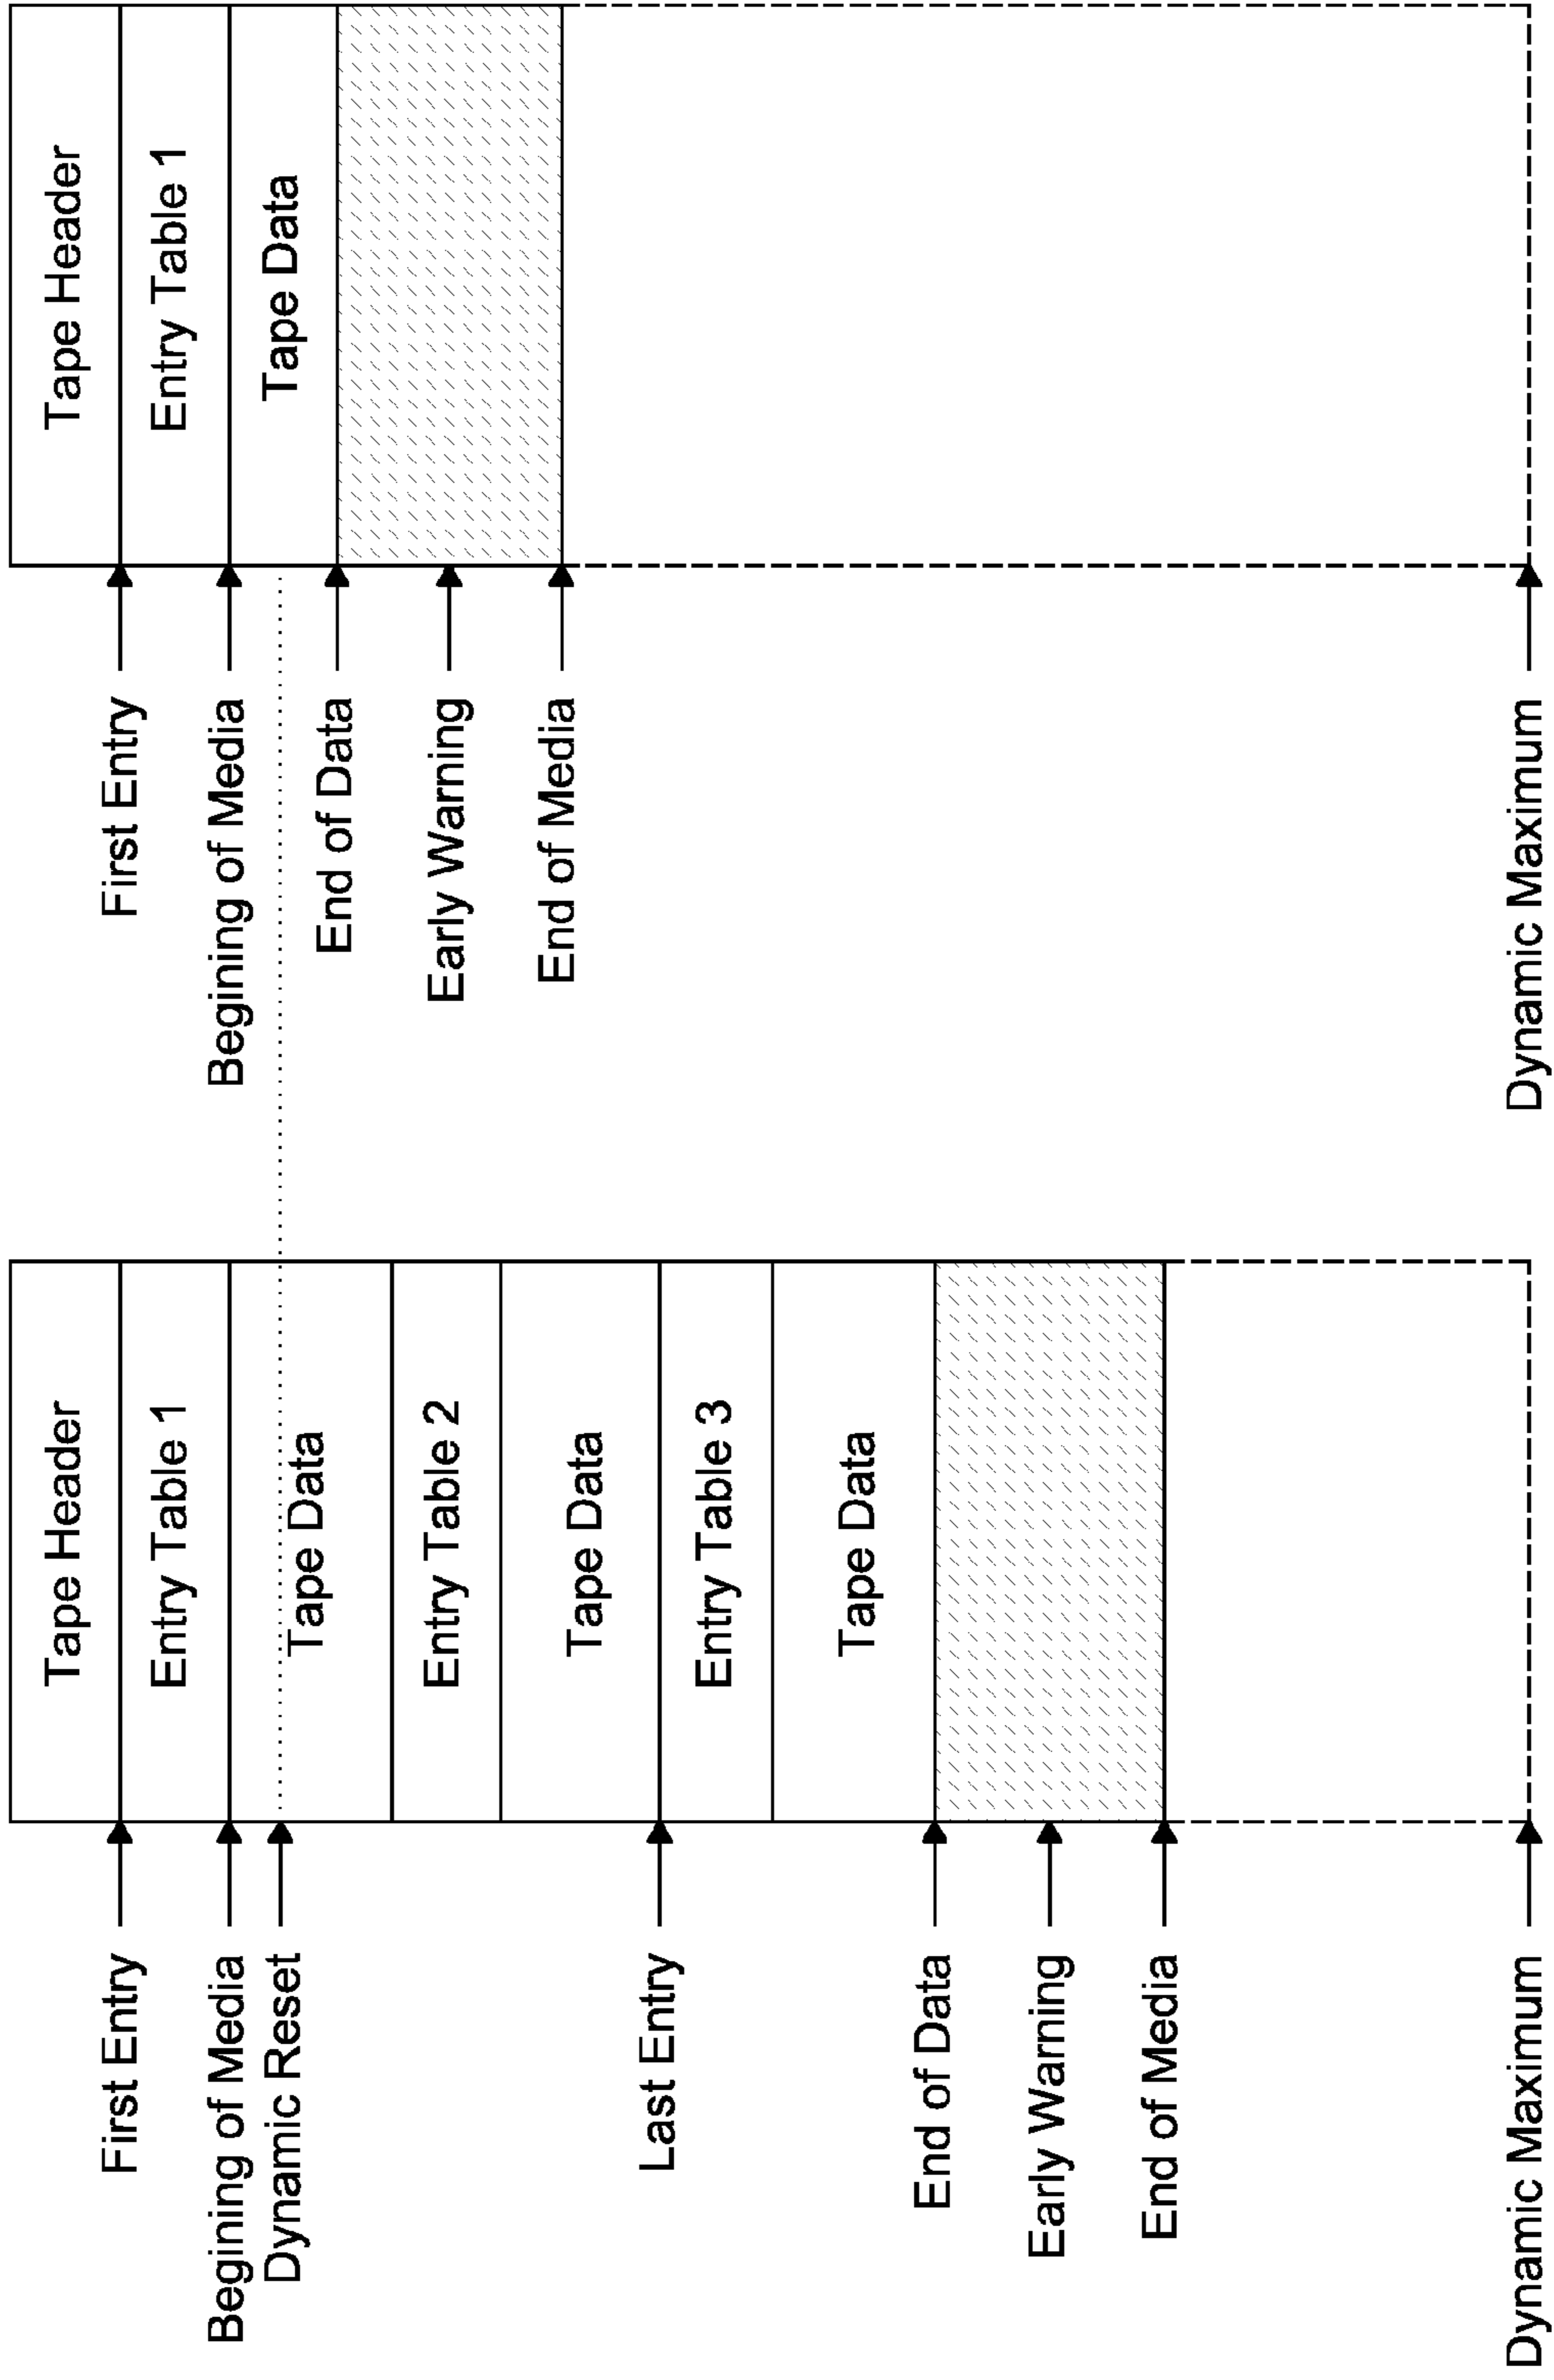 Tape Header
Entry Table 1
Tape Data
Entry Table 2
Tape Data
Entry Table 3
Tape Data
First Entry
Begining of Media
Dynamic Reset
Last Entry
End of Data
Early Warning
End of Media
Dynamic Maximum
Tape Header
Entry Table 1
Tape Data
First Entry
Begining of Media
End of Data
Early Warning
End of Media
Dynamic Maximum